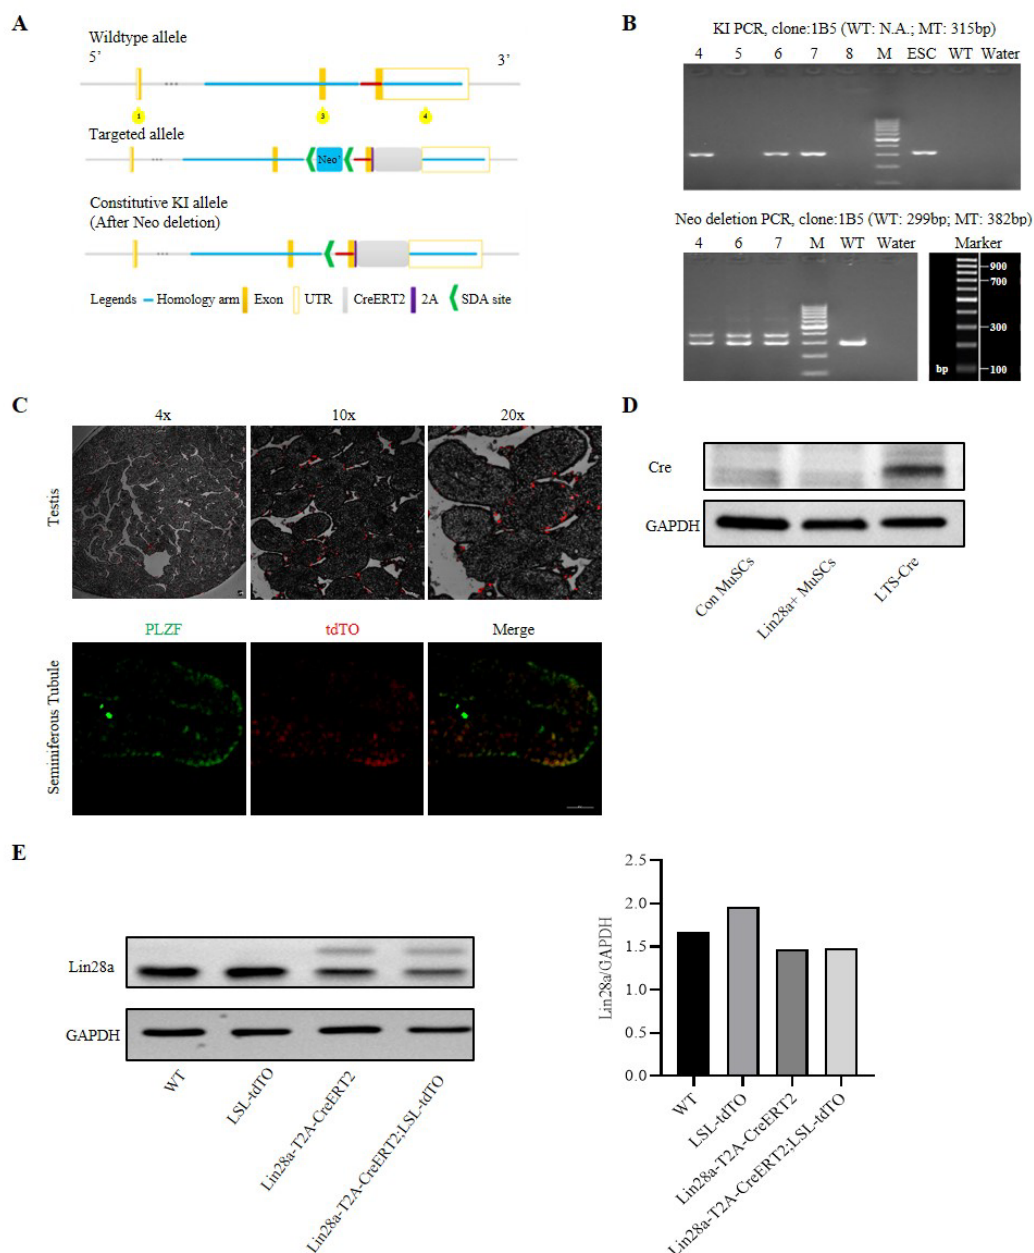 A
Wildtype allele
5’
3’
1
3
4
Targeted allele
Neo
Constitutive KI allele
(After Neo deletion)
Legends Homology arm Exon UTR CreERT2 2A SDA site
B
KI PCR, clone:1B5 (WT: N.A.; MT: 315bp)
4 5 6 7 8 M ESC WT Water
Neo deletion PCR, clone:1B5 (WT: 299bp; MT: 382bp)
4 6 7 M WT Water Marker
900
700
300
bp 100
C
4x 10x 20x
Testis
PLZF tdTO Merge
Seminiferous Tubule
D
Cre
GAPDH
Con MuSCs
Lin28a+ MuSCs
LTS-Cre
E
Lin28a
GAPDH
WT
LSL-tdTO
Lin28a-T2A-CreERT2
Lin28a-T2A-CreERT2;LSL-tdTO
Lin28a/GAPDH
2.5
2.0
1.5
1.0
0.5
0.0
WT
LSL-tdTO
Lin28a-T2A-CreERT2
Lin28a-T2A-CreERT2;LSL-tdTO